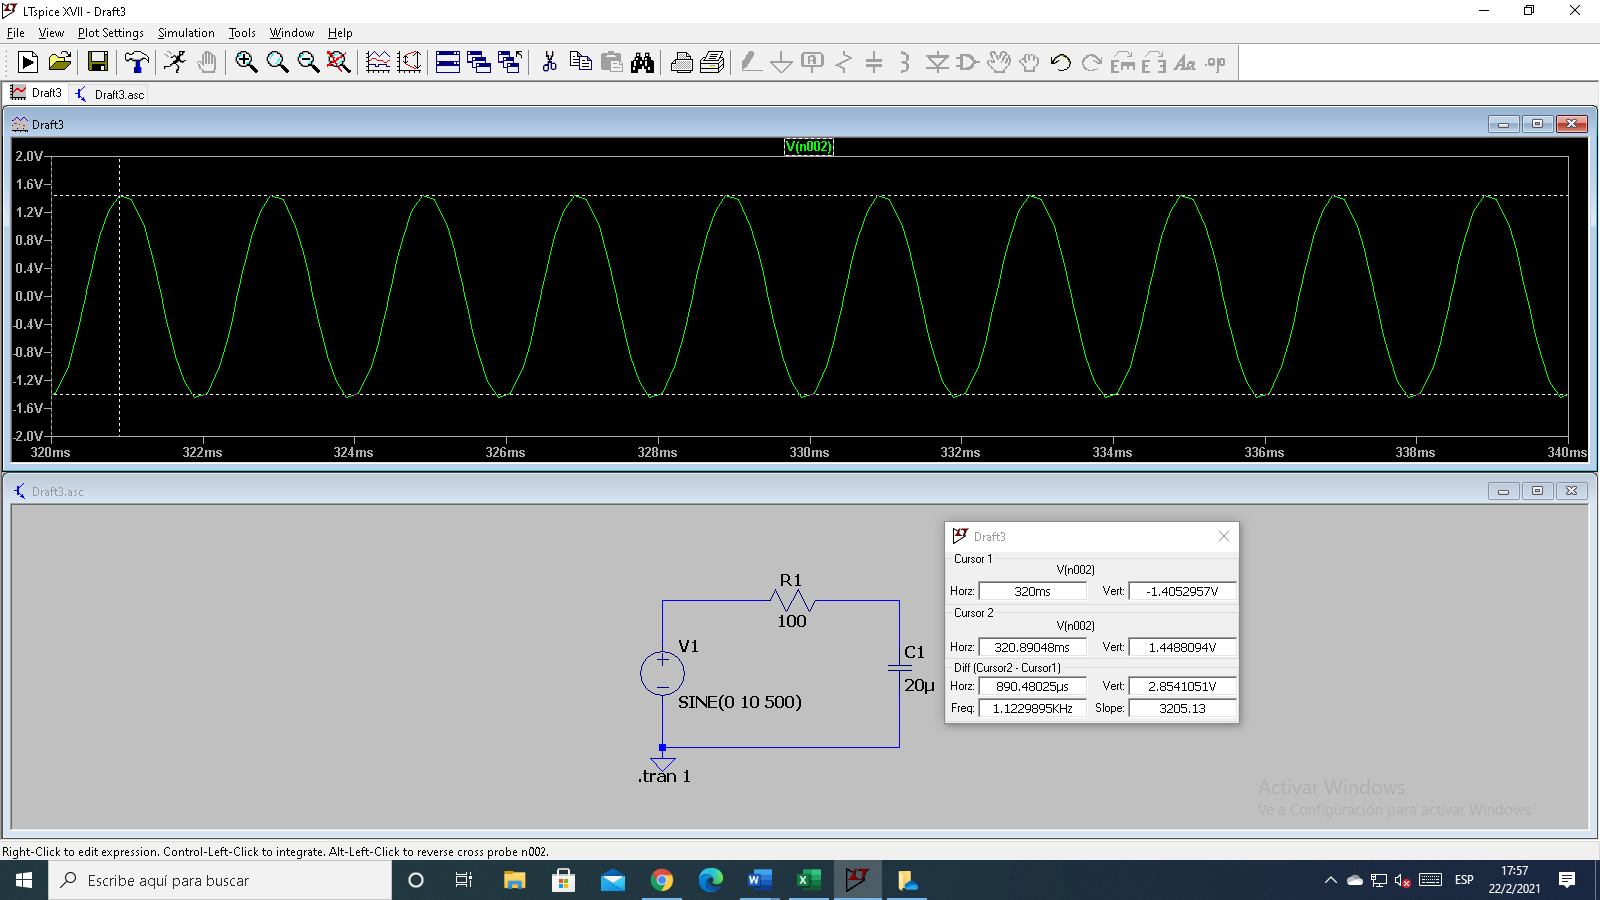 LTspice XVII - Draft3
File View Plot Settings Simulation Tools Window Help
Draft3 Draft3.asc
Draft3
V(n002)
2.0V
1.6V
1.2V
0.8V
0.4V
0.0V
-0.4V
-0.8V
-1.2V
-1.6V
-2.0V
320ms 322ms 324ms 326ms 328ms 330ms 332ms 334ms 336ms 338ms 340ms
Draft3.asc
R1
100
V1
SINE(0 10 500)
C1
20µ
.tran 1
Draft3
Cursor 1
V(n002)
Horz: 320ms Vert: -1.4052957V
Cursor 2
V(n002)
Horz: 320.89048ms Vert: 1.4488094V
Diff (Cursor2 - Cursor1)
Horz: 890.48025µs Vert: 2.8541051V
Freq: 1.1229895KHz Slope: 3205.13
Activar Windows
Ve a Configuración para activar Windows.
Right-Click to edit expression. Control-Left-Click to integrate. Alt-Left-Click to reverse cross probe n002.
Escribe aquí para buscar
ESP
17:57
22/2/2021